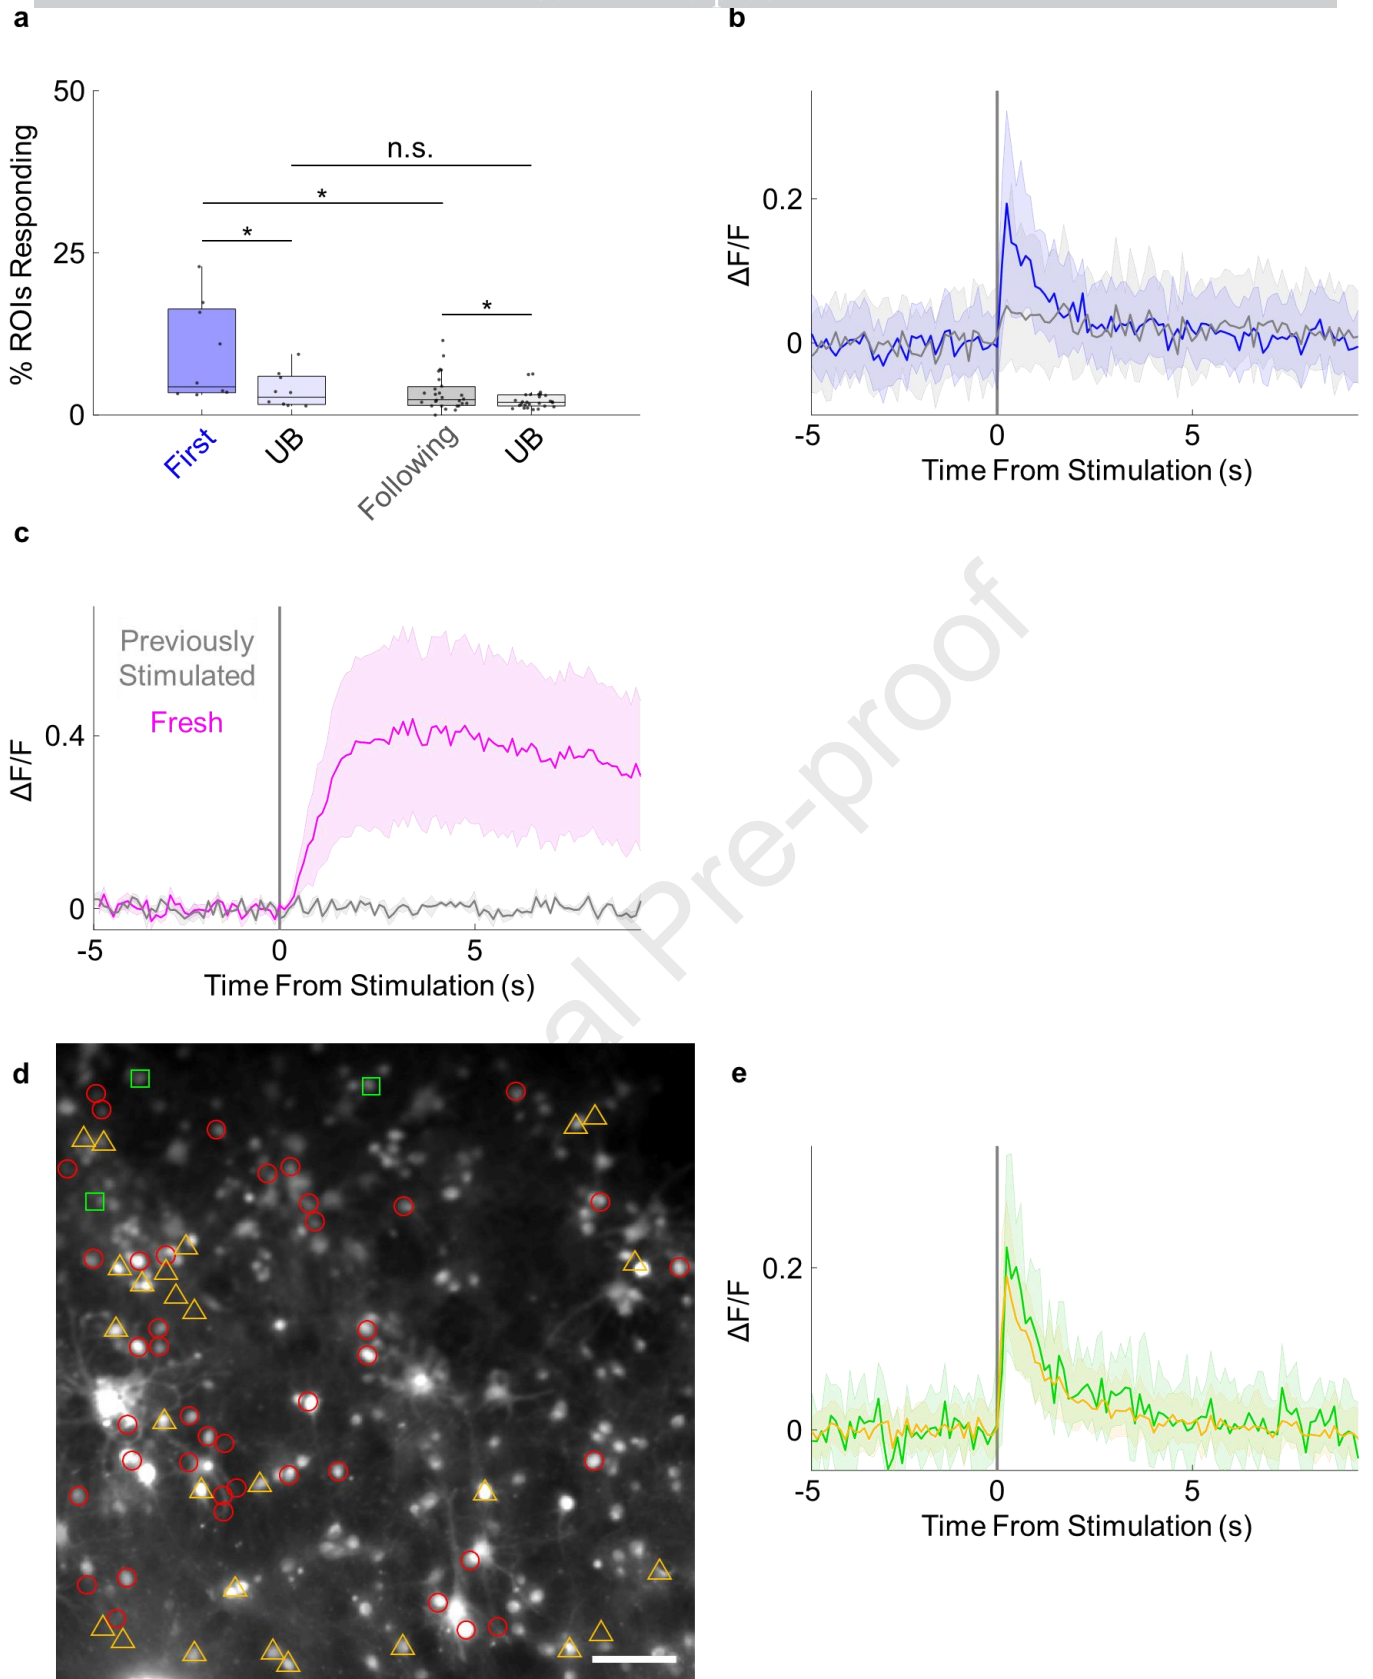 a
50
25
0
% ROIs Responding
n.s.
*
*
*
First
UB
Following
UB
b
0.2
0
ΔF/F
-5
0
5
Time From Stimulation (s)
c
Previously
Stimulated
Fresh
0.4
0
ΔF/F
-5
0
5
Time From Stimulation (s)
al Pre-proof
d
e
0.2
0
ΔF/F
-5
0
5
Time From Stimulation (s)